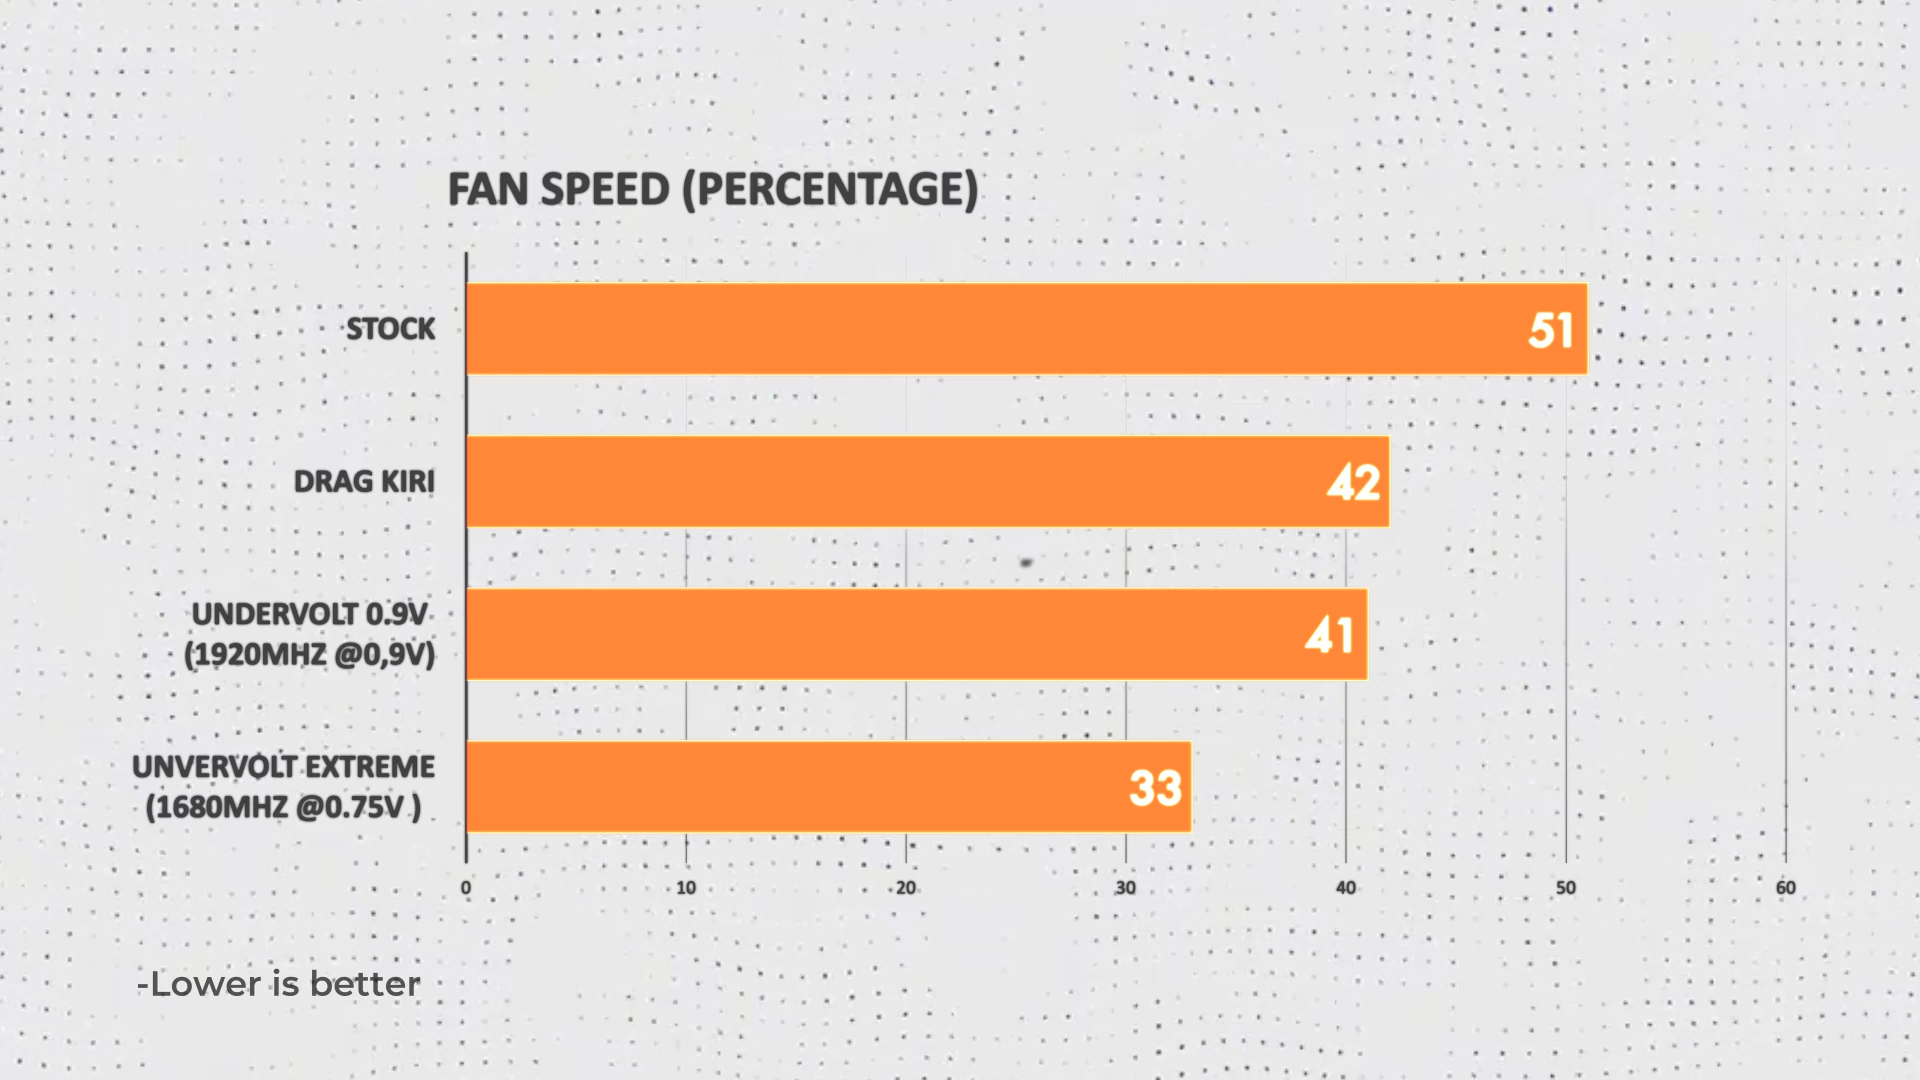 FAN SPEED (PERCENTAGE)
STOCK
51
DRAG KIRI
42
UNDERVOLT 0.9V
(1920MHZ @0,9V)
41
UNVERVOLT EXTREME
(1680MHZ @0.75V )
33
0 10 20 30 40 50 60
-Lower is better